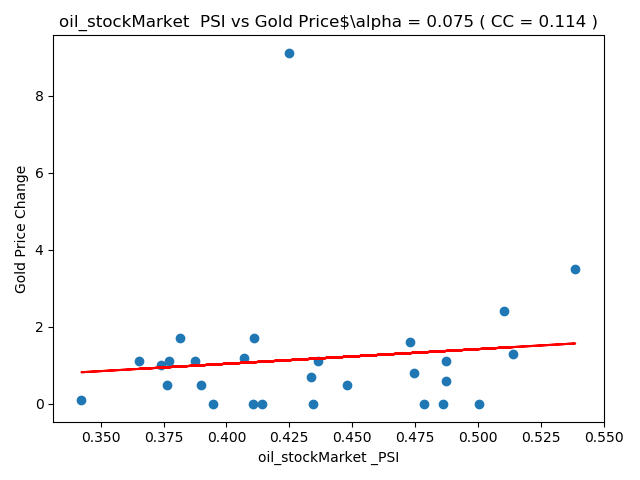 oil_stockMarket  PSI vs Gold Price$\alpha = 0.075 ( CC = 0.114 )
Gold Price Change
8
6
4
2
0
0.350 0.375 0.400 0.425 0.450 0.475 0.500 0.525 0.550
oil_stockMarket _PSI